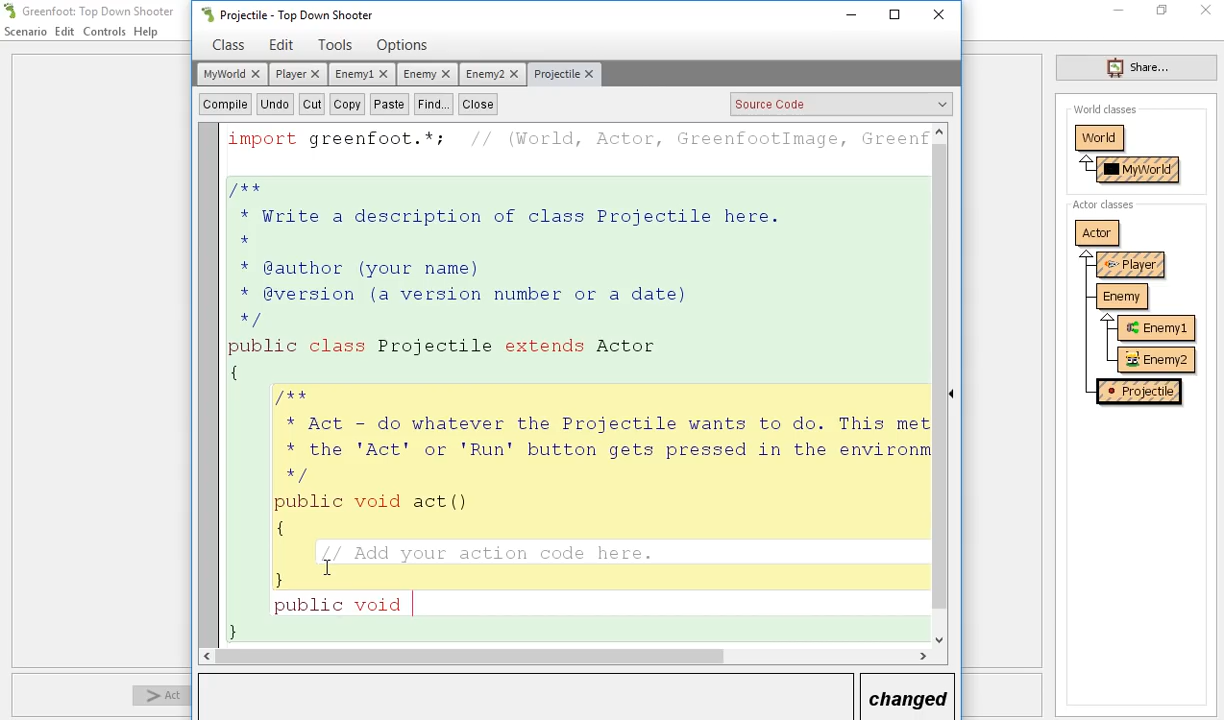 Greenfoot: Top Down Shooter
Scenario Edit Controls Help
Projectile - Top Down Shooter
Class Edit Tools Options
MyWorld Player Enemy1 Enemy Enemy2 Projectile
Compile Undo Cut Copy Paste Find... Close Source Code
import greenfoot.*;  // (World, Actor, GreenfootImage, Greenf
/**
* Write a description of class Projectile here.
*
* @author (your name)
* @version (a version number or a date)
*/
public class Projectile extends Actor
{
/**
* Act - do whatever the Projectile wants to do. This met
* the 'Act' or 'Run' button gets pressed in the environm
*/
public void act()
{
// Add your action code here.
}
public void
}
changed
> Act
Share...
World classes
World
MyWorld
Actor classes
Actor
Player
Enemy
Enemy1
Enemy2
Projectile